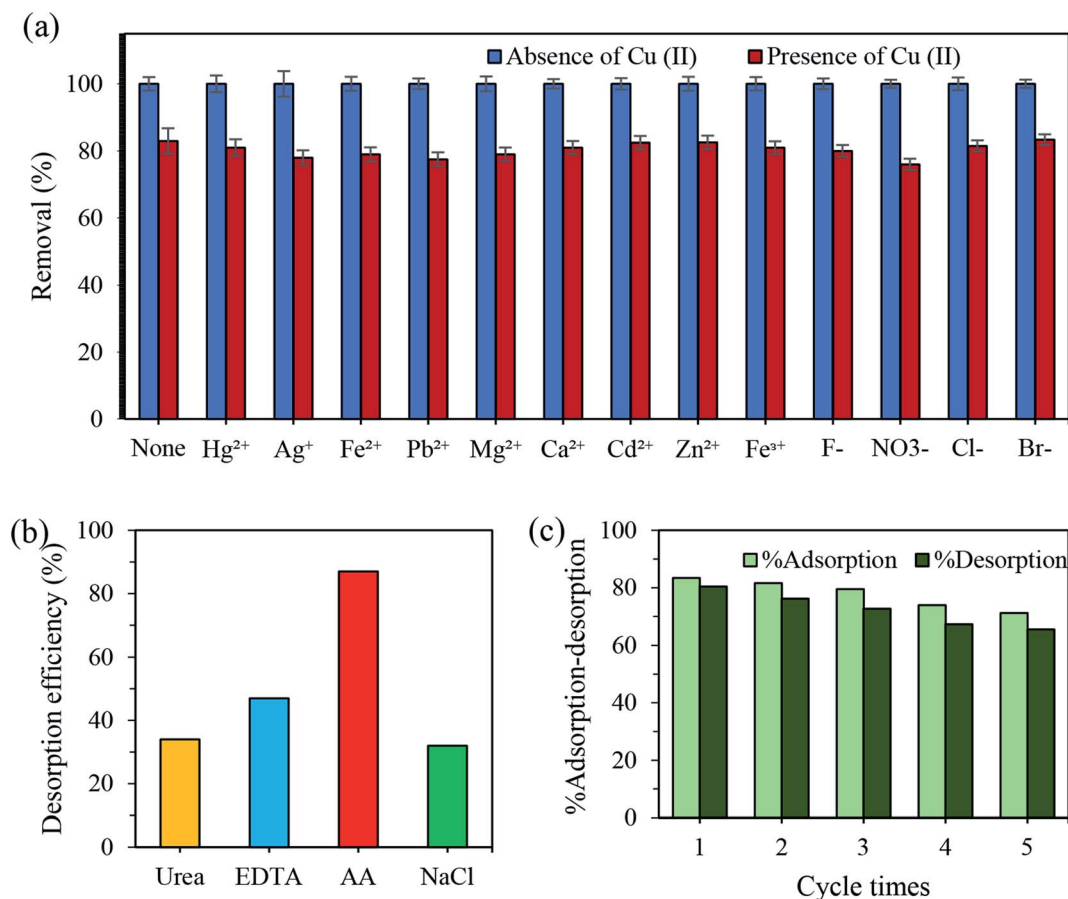 (a)
Absence of Cu (II) Presence of Cu (II)
Removal (%)
100
80
60
40
20
0
None Hg²⁺ Ag⁺ Fe²⁺ Pb²⁺ Mg²⁺ Ca²⁺ Cd²⁺ Zn²⁺ Fe³⁺ F- NO3- Cl- Br-
(b)
Desorption efficiency (%)
100
80
60
40
20
0
Urea EDTA AA NaCl
(c)
%Adsorption %Desorption
%Adsorption-desorption
100
80
60
40
20
0
1 2 3 4 5
Cycle times